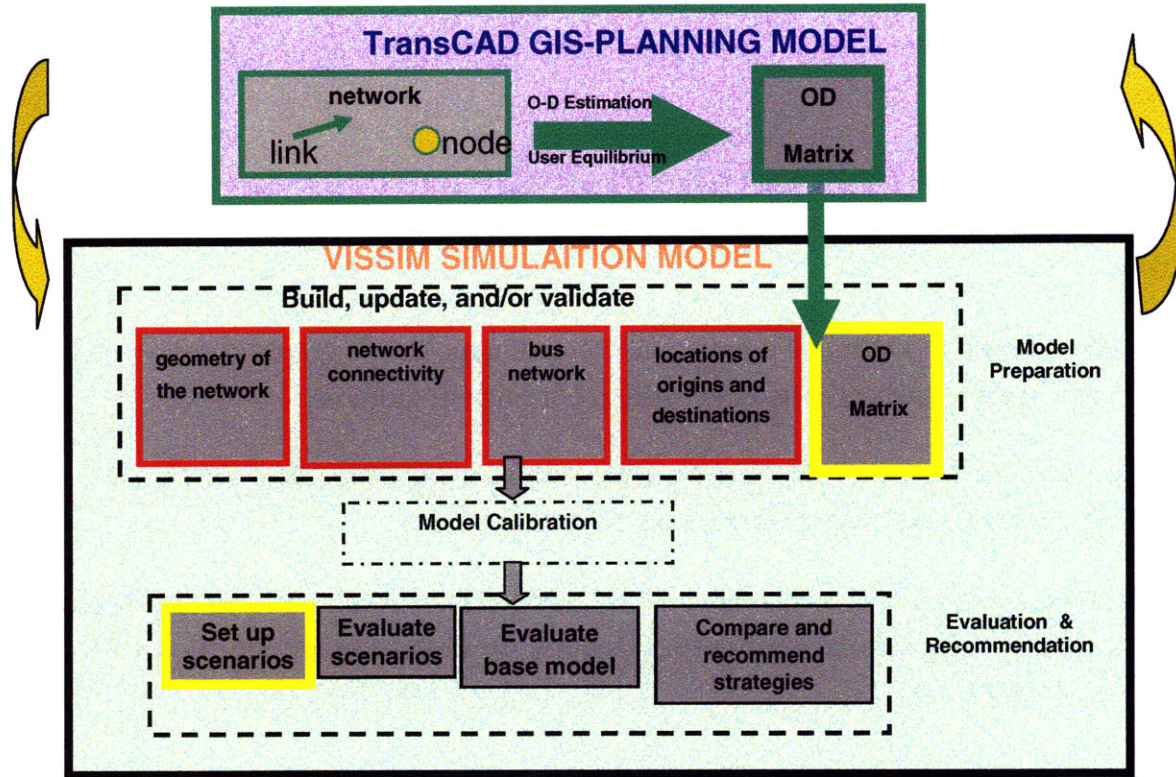 TransCAD GIS-PLANNING MODEL
network
link
node
O-D Estimation
User Equilibrium
OD
Matrix
VISSIM SIMULAITION MODEL
Build, update, and/or validate
geometry of
the network
network
connectivity
bus
network
locations of
origins and
destinations
OD
Matrix
Model
Preparation
Model Calibration
Set up
scenarios
Evaluate
scenarios
Evaluate
base model
Compare and
recommend
strategies
Evaluation &
Recommendation